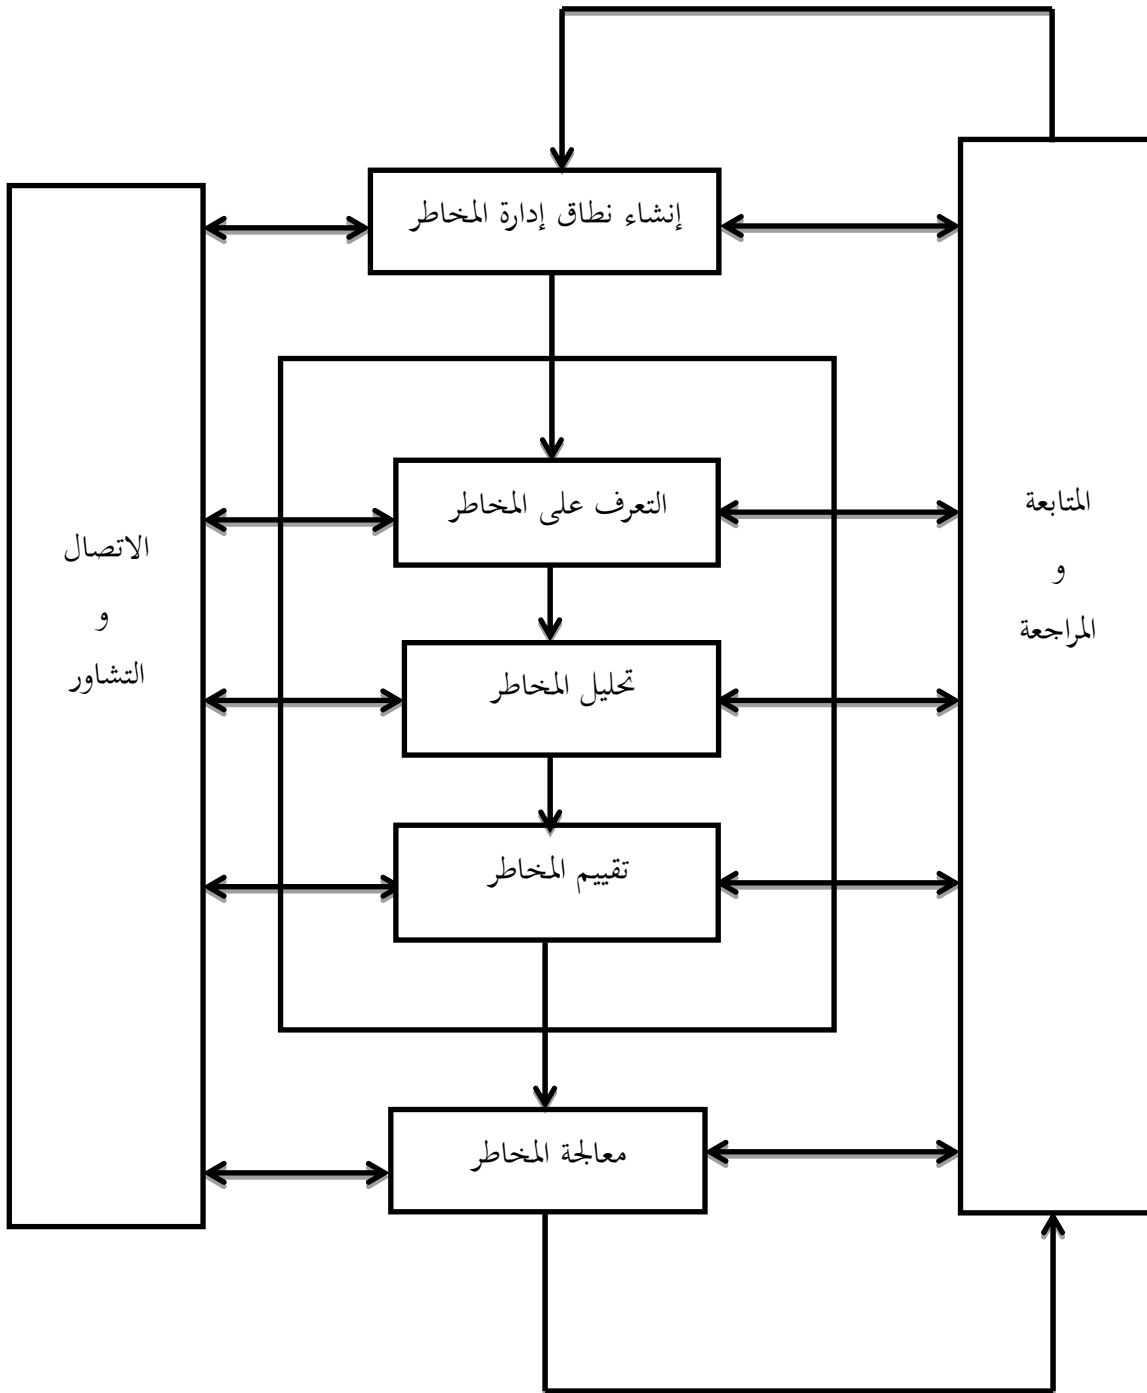 إنشاء نطاق إدارة المخاطر
التعرف على المخاطر
تحليل المخاطر
تقييم المخاطر
معالجة المخاطر
المتابعة
و
المراجعة
الاتصال
و
التشاور